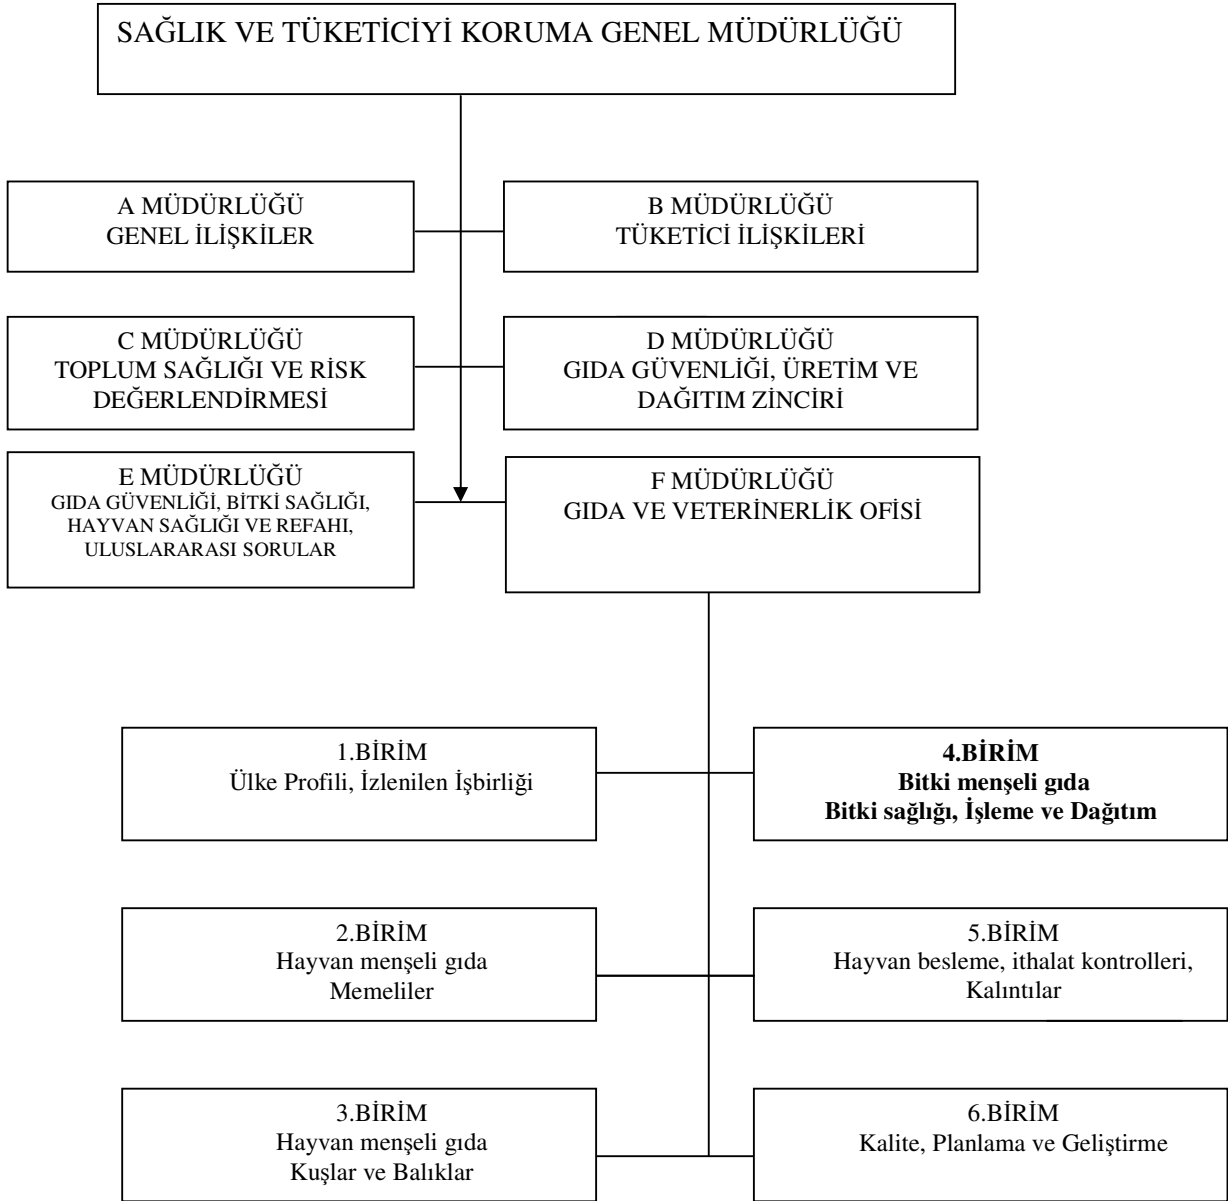 SAĞLIK VE TÜKETİCİYİ KORUMA GENEL MÜDÜRLÜĞÜ
A MÜDÜRLÜĞÜ
GENEL İLİŞKİLER
B MÜDÜRLÜĞÜ
TÜKETİCİ İLİŞKİLERİ
C MÜDÜRLÜĞÜ
TOPLUM SAĞLIĞI VE RİSK
DEĞERLENDİRMESİ
D MÜDÜRLÜĞÜ
GIDA GÜVENLİĞİ, ÜRETİM VE
DAĞITIM ZİNCİRİ
E MÜDÜRLÜĞÜ
GIDA GÜVENLİĞİ, BİTKİ SAĞLIĞI,
HAYVAN SAĞLIĞI VE REFAHI,
ULUSLARARASI SORULAR
F MÜDÜRLÜĞÜ
GIDA VE VETERİNERLİK OFİSİ
1.BİRİM
Ülke Profili, İzlenilen İşbirliği
4.BİRİM
Bitki menşeli gıda
Bitki sağlığı, İşleme ve Dağıtım
2.BİRİM
Hayvan menşeli gıda
Memeliler
5.BİRİM
Hayvan besleme, ithalat kontrolleri,
Kalıntılar
3.BİRİM
Hayvan menşeli gıda
Kuşlar ve Balıklar
6.BİRİM
Kalite, Planlama ve Geliştirme